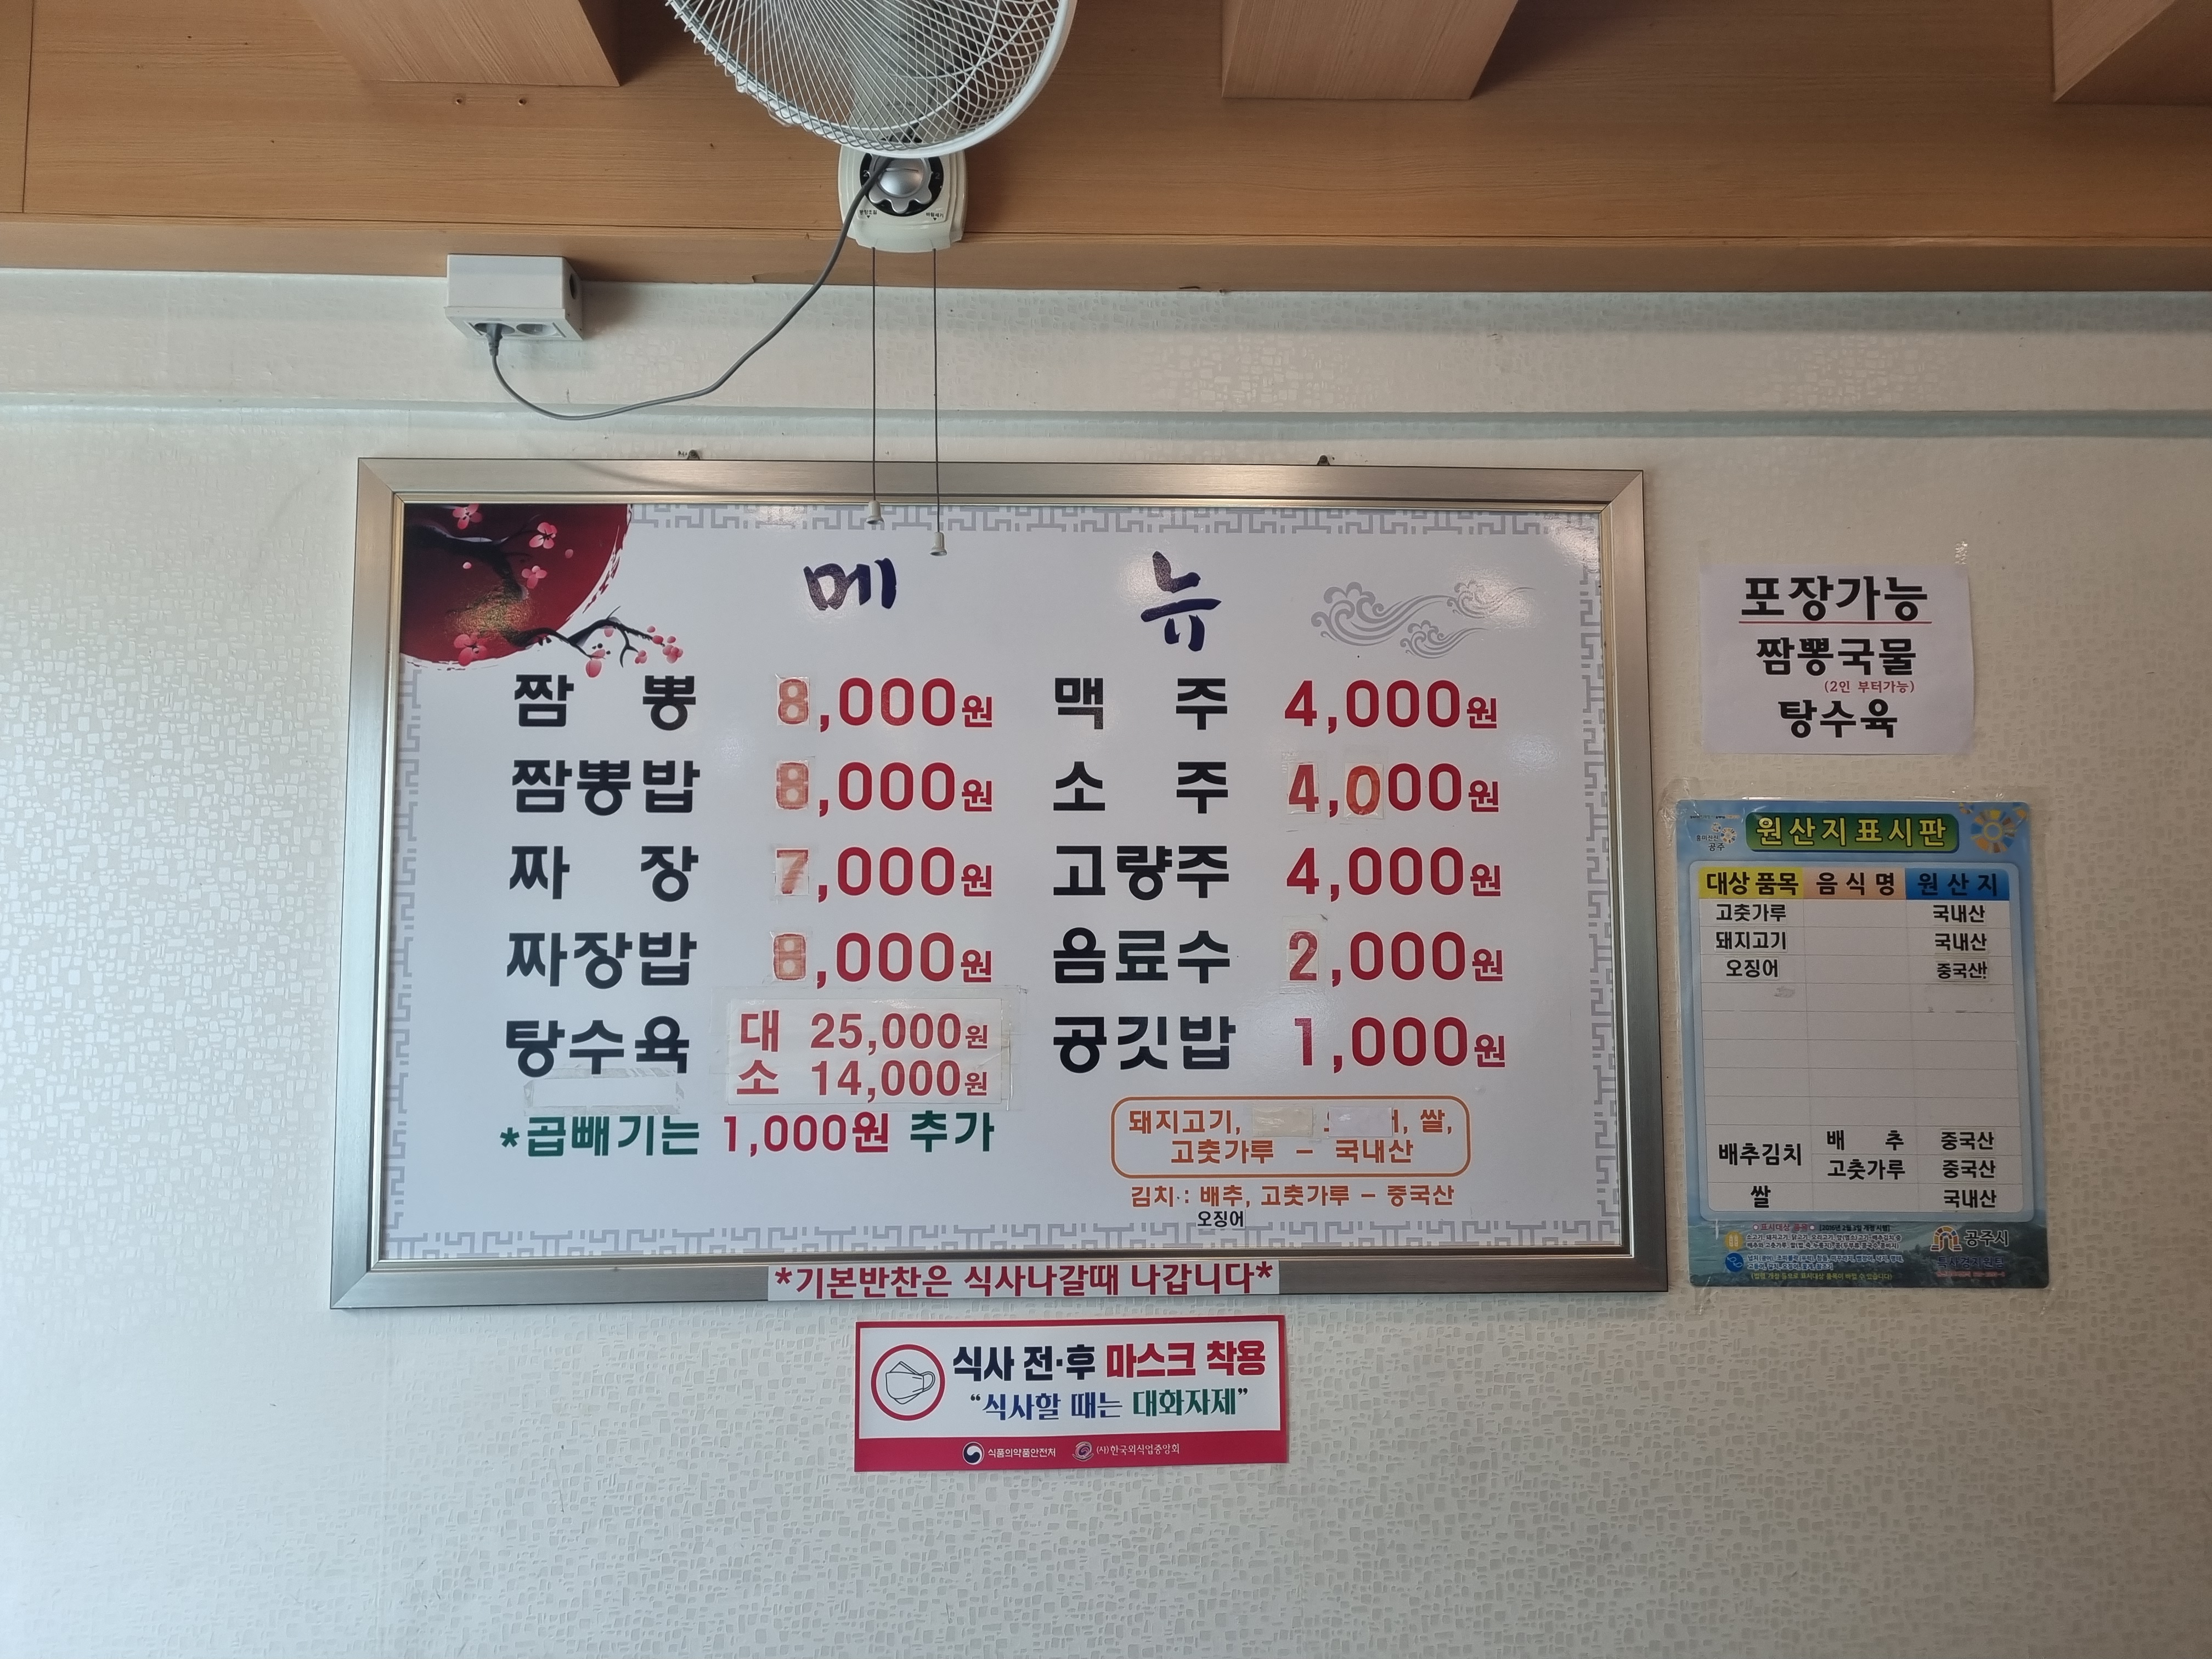 메 뉴
짬 뽕 8,000원
짬뽕밥 8,000원
짜 장 7,000원
짜장밥 8,000원
탕수육 대 25,000원
소 14,000원
*곱빼기는 1,000원 추가
맥 주 4,000원
소 주 4,000원
고량주 4,000원
음료수 2,000원
공깃밥 1,000원
돼지고기, 쌀,
고춧가루 - 국내산
김치 : 배추, 고춧가루 - 중국산
오징어
*기본반찬은 식사나갈때 나갑니다*
식사 전·후 마스크 착용
"식사할 때는 대화자제"
식품의약품안전처 (사)한국외식업중앙회
포장가능
짬뽕국물
(2인 부터가능)
탕수육
공주
원산지표시판
대상품목 음식명 원산지
고춧가루 국내산
돼지고기 국내산
오징어 중국산
배추김치 배 추 중국산
고춧가루 중국산
쌀 국내산
공주시